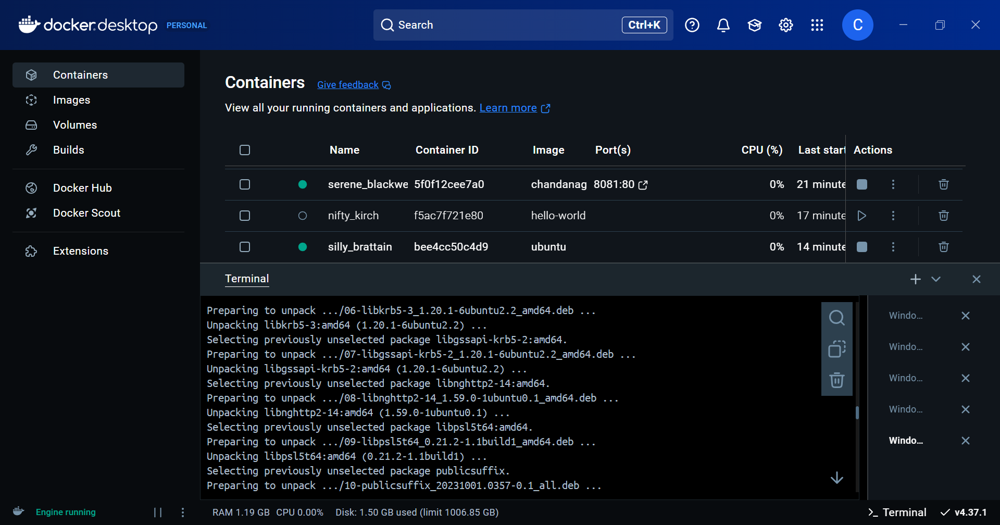 docker desktop PERSONAL
Search Ctrl+K
C
Containers
Images
Volumes
Builds
Docker Hub
Docker Scout
Extensions
Containers Give feedback
View all your running containers and applications. Learn more
Name Container ID Image Port(s) CPU (%) Last start Actions
serene_blackwe 5f0f12cee7a0 chandanag 8081:80 0% 21 minute
nifty_kirch f5ac7f721e80 hello-world 0% 17 minute
silly_brattain bee4cc50c4d9 ubuntu 0% 14 minute
Terminal
Preparing to unpack .../06-libkrb5-3_1.20.1-6ubuntu2.2_amd64.deb ...
Unpacking libkrb5-3:amd64 (1.20.1-6ubuntu2.2) ...
Selecting previously unselected package libgssapi-krb5-2:amd64.
Preparing to unpack .../07-libgssapi-krb5-2_1.20.1-6ubuntu2.2_amd64.deb ...
Unpacking libgssapi-krb5-2:amd64 (1.20.1-6ubuntu2.2) ...
Selecting previously unselected package libnghttp2-14:amd64.
Preparing to unpack .../08-libnghttp2-14_1.59.0-1ubuntu0.1_amd64.deb ...
Unpacking libnghttp2-14:amd64 (1.59.0-1ubuntu0.1) ...
Selecting previously unselected package libpsl5t64:amd64.
Preparing to unpack .../09-libpsl5t64_0.21.2-1.1build1_amd64.deb ...
Unpacking libpsl5t64:amd64 (0.21.2-1.1build1) ...
Selecting previously unselected package publicsuffix.
Preparing to unpack .../10-publicsuffix_20231001.0357-0.1_all.deb ...
Windo...
Windo...
Windo...
Windo...
Windo...
Engine running
RAM 1.19 GB CPU 0.00% Disk: 1.50 GB used (limit 1006.85 GB)
Terminal
v4.37.1